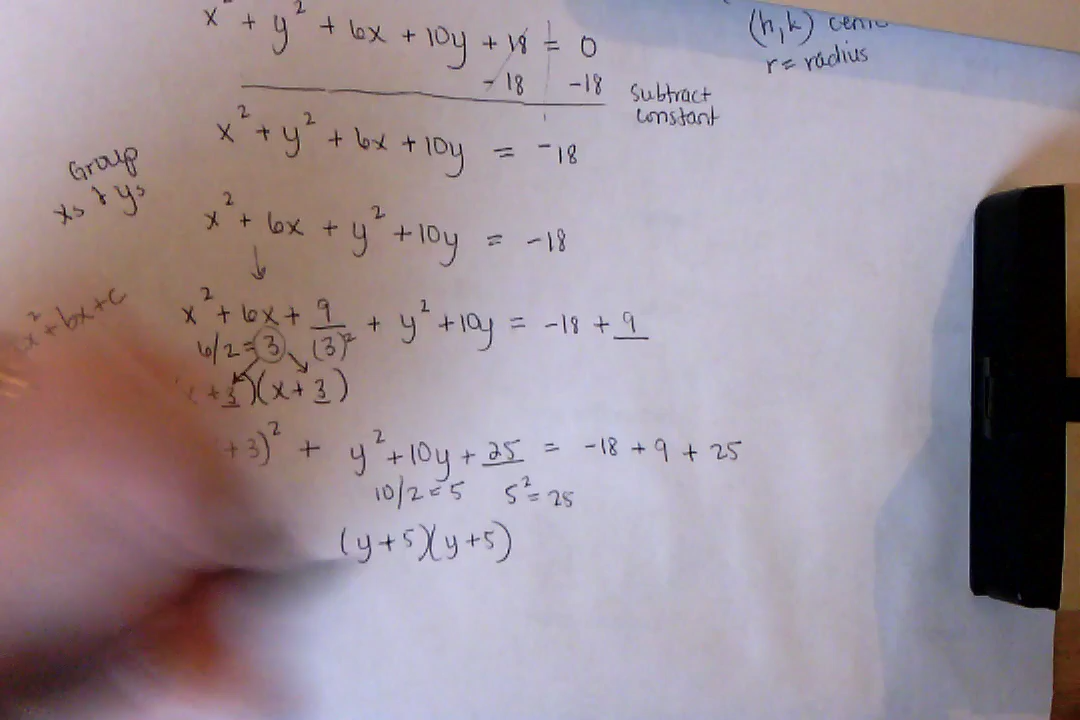 x² + y² + 6x + 10y + 18 = 0
(h,k)
- 18 -18
r = radius
subtract
constant
x² + y² + 6x + 10y = -18
Group
xs & ys
x² + 6x + y² + 10y = -18
x² + 6x + 9 + y² + 10y = -18 + 9
x² + bx + c
6/2 = 3 (3)²
+ 3)(x + 3)
+ 3)² + y² + 10y + 25 = -18 + 9 + 25
10/2 = 5 5² = 25
(y+5)(y+5)